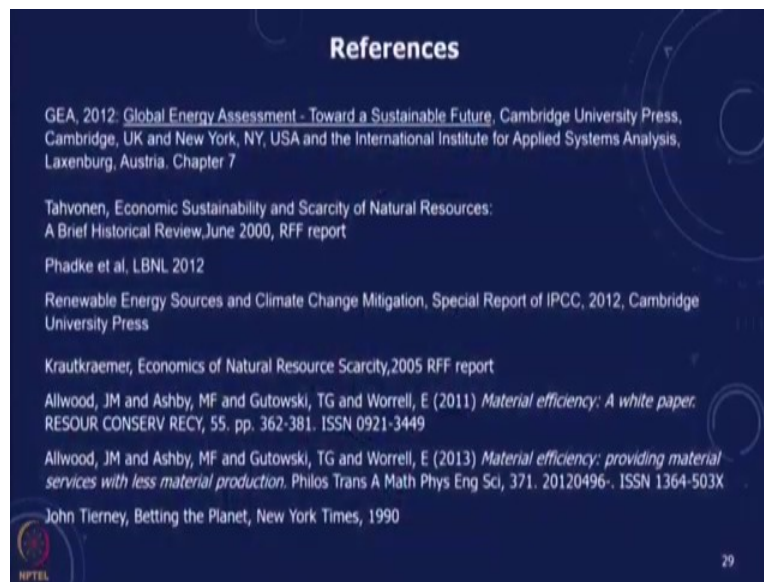 References
GEA, 2012: Global Energy Assessment - Toward a Sustainable Future, Cambridge University Press,
Cambridge, UK and New York, NY, USA and the International Institute for Applied Systems Analysis,
Laxenburg, Austria. Chapter 7
Tahvonen, Economic Sustainability and Scarcity of Natural Resources:
A Brief Historical Review,June 2000, RFF report
Phadke et al, LBNL 2012
Renewable Energy Sources and Climate Change Mitigation, Special Report of IPCC, 2012, Cambridge
University Press
Krautkraemer, Economics of Natural Resource Scarcity,2005 RFF report
Allwood, JM and Ashby, MF and Gutowski, TG and Worrell, E (2011) Material efficiency: A white paper.
RESOUR CONSERV RECY, 55. pp. 362-381. ISSN 0921-3449
Allwood, JM and Ashby, MF and Gutowski, TG and Worrell, E (2013) Material efficiency: providing material
services with less material production. Philos Trans A Math Phys Eng Sci, 371. 20120496-. ISSN 1364-503X
John Tierney, Betting the Planet, New York Times, 1990
NPTEL
29